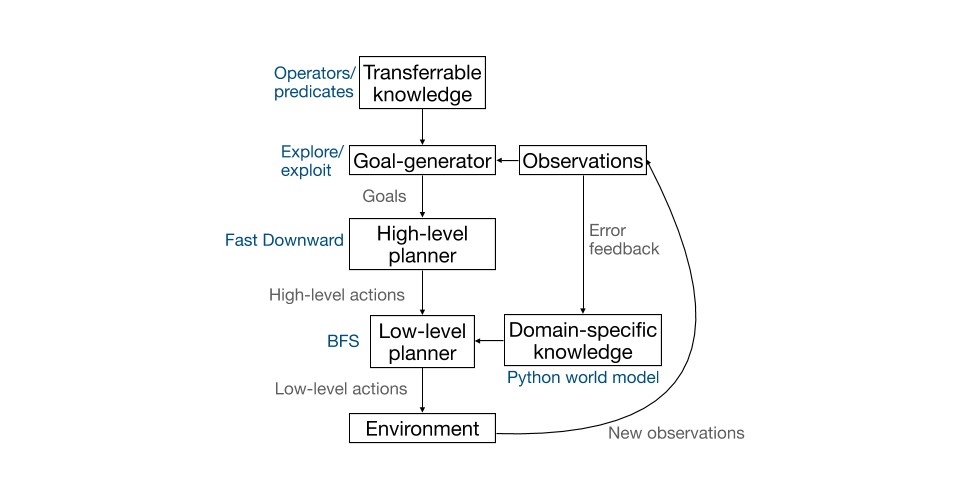 Operators/
predicates
Transferrable
knowledge
Explore/
exploit
Goal-generator
Observations
Goals
Fast Downward
High-level
planner
Error
feedback
High-level actions
BFS
Low-level
planner
Domain-specific
knowledge
Python world model
Low-level actions
Environment
New observations